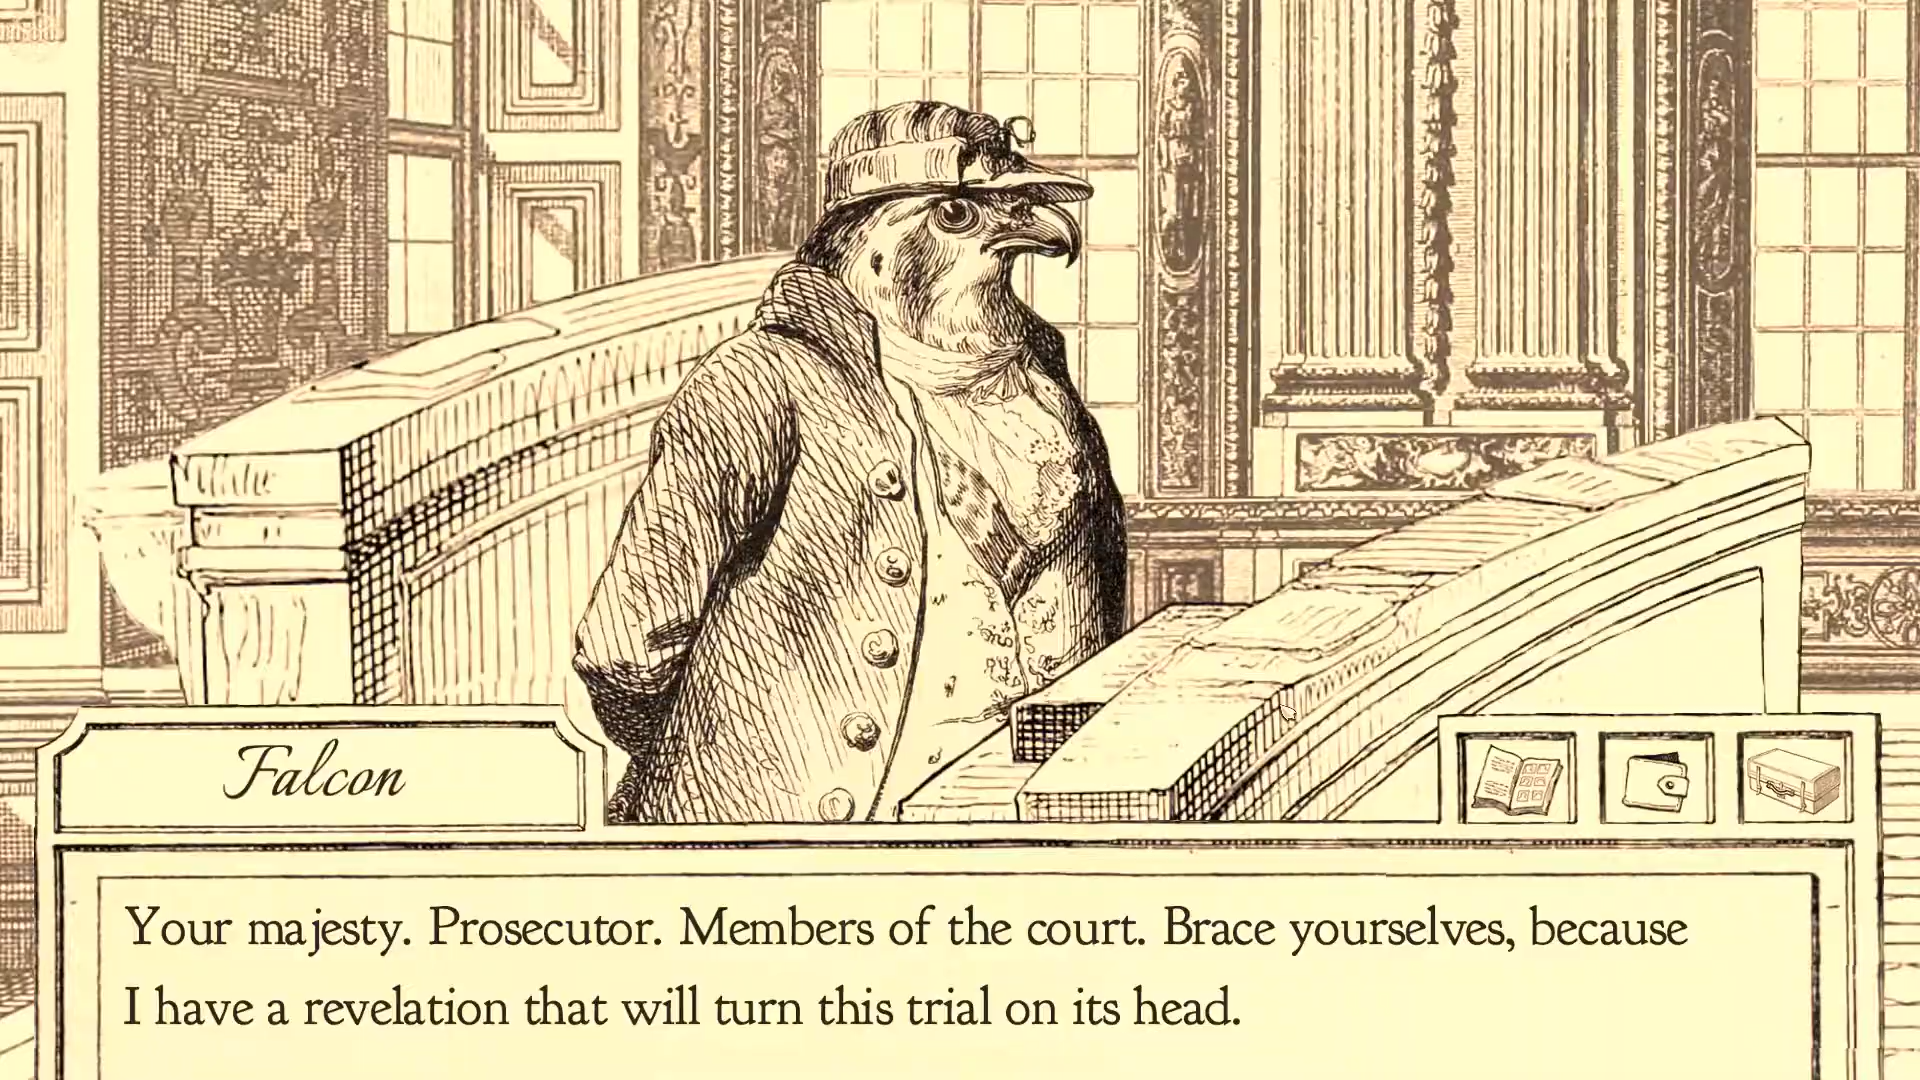 Falcon
Your majesty. Prosecutor. Members of the court. Brace yourselves, because
I have a revelation that will turn this trial on its head.